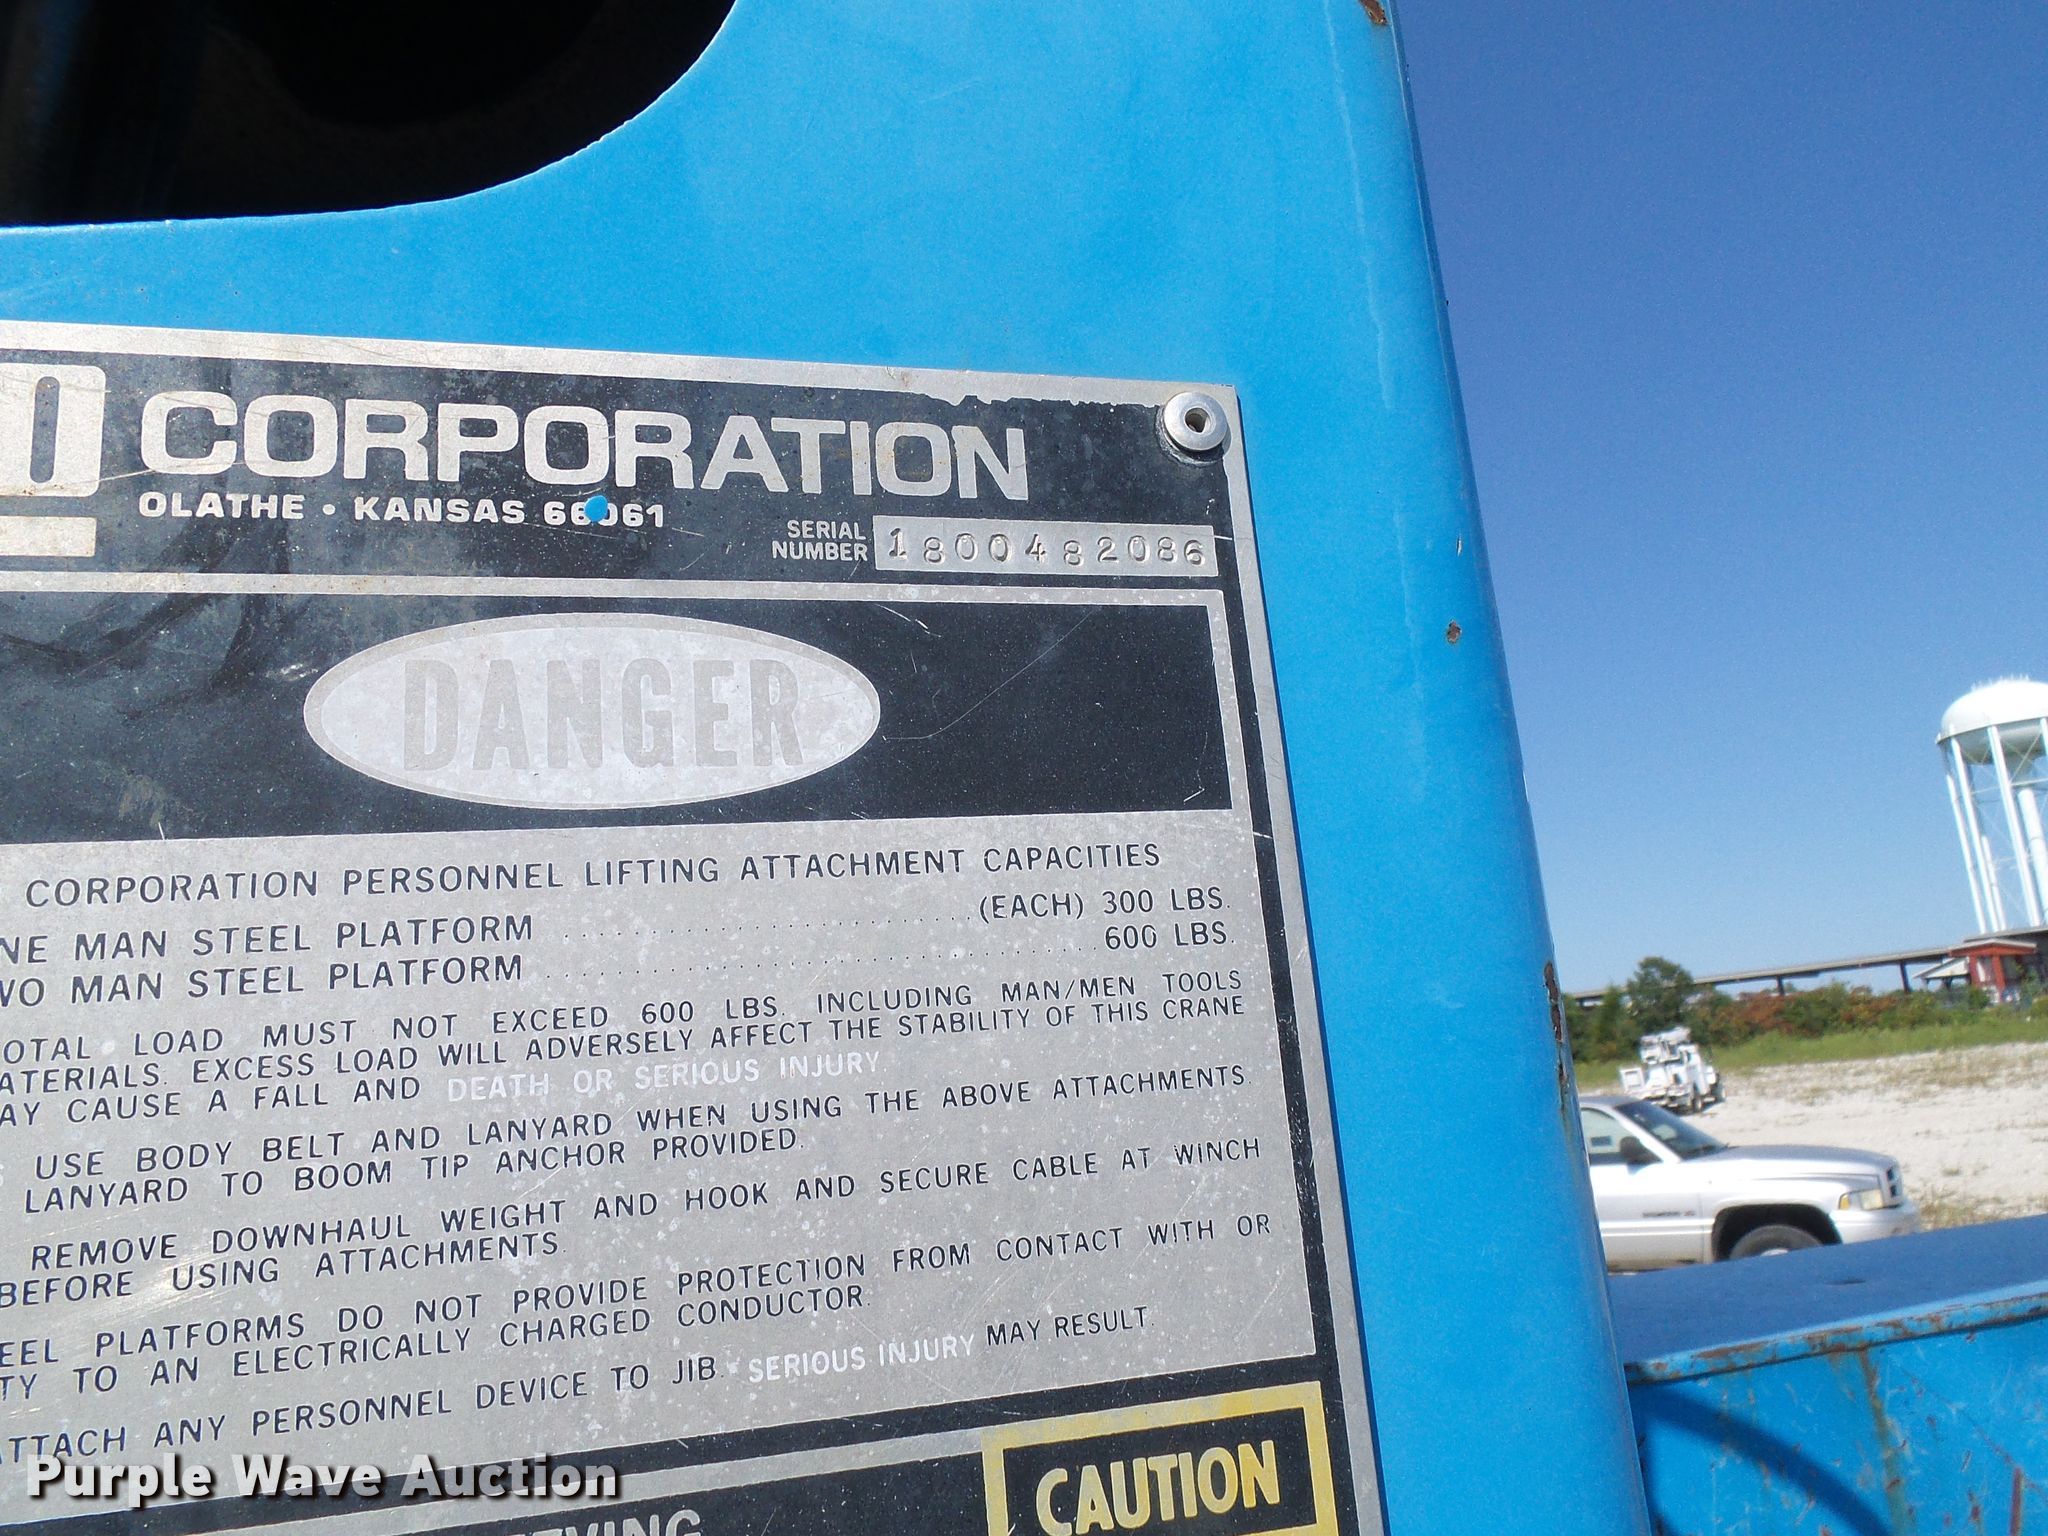 CORPORATION
OLATHE • KANSAS 66061
SERIAL NUMBER 1800482086
DANGER
CORPORATION PERSONNEL LIFTING ATTACHMENT CAPACITIES
NE MAN STEEL PLATFORM (EACH) 300 LBS.
WO MAN STEEL PLATFORM 600 LBS.
OTAL LOAD MUST NOT EXCEED 600 LBS. INCLUDING MAN/MEN TOOLS
ATERIALS. EXCESS LOAD WILL ADVERSELY AFFECT THE STABILITY OF THIS CRANE
AY CAUSE A FALL AND DEATH OR SERIOUS INJURY.
USE BODY BELT AND LANYARD WHEN USING THE ABOVE ATTACHMENTS.
LANYARD TO BOOM TIP ANCHOR PROVIDED.
REMOVE DOWNHAUL WEIGHT AND HOOK AND SECURE CABLE AT WINCH
BEFORE USING ATTACHMENTS.
EEL PLATFORMS DO NOT PROVIDE PROTECTION FROM CONTACT WITH OR
TY TO AN ELECTRICALLY CHARGED CONDUCTOR.
ATTACH ANY PERSONNEL DEVICE TO JIB. SERIOUS INJURY MAY RESULT.
CAUTION
Purple Wave Auction